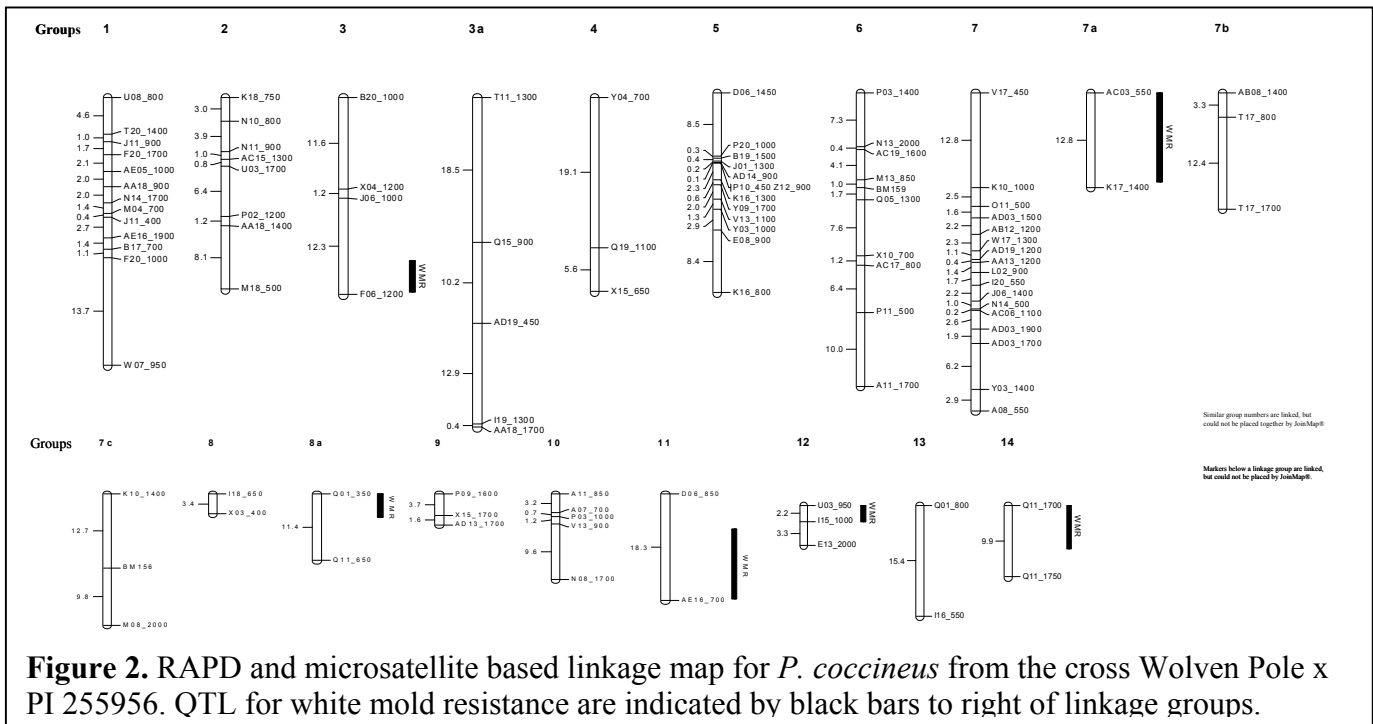 Groups 1 2 3 3a 4 5 6 7 7a 7b
4.6
1.0
1.7
2.1
2.0
2.0
1.4
0.4
2.7
1.4
1.1
13.7
U08_800
T20_1400
J11_900
F20_1700
AE05_1000
AA18_900
N14_1700
M04_700
J11_400
AE16_1900
B17_700
F20_1000
W07_950
3.0
3.9
1.0
0.8
6.4
1.2
8.1
K18_750
N10_800
N11_900
AC15_1300
U03_1700
P02_1200
AA18_1400
M18_500
11.6
1.2
12.3
B20_1000
X04_1200
J06_1000
F06_1200
WMR
18.5
10.2
12.9
0.4
T11_1300
Q15_900
AD19_450
I19_1300
AA18_1700
19.1
5.6
Y04_700
Q19_1100
X15_650
8.5
0.3
0.4
0.2
0.1
2.3
0.6
2.0
1.3
2.9
8.4
D06_1450
P20_1000
B19_1500
J01_1300
AD14_900
P10_450 Z12_900
K16_1300
Y09_1700
V13_1100
Y03_1000
E08_900
K16_800
7.3
0.4
4.1
1.0
1.7
7.6
1.2
6.4
10.0
P03_1400
N13_2000
AC19_1600
M13_850
BM159
Q05_1300
X10_700
AC17_800
P11_500
A11_1700
12.8
2.5
1.6
2.2
2.3
1.1
0.4
1.4
1.7
2.2
1.0
0.2
2.6
1.9
6.2
2.9
V17_450
K10_1000
O11_500
AD03_1500
AB12_1200
W17_1300
AD19_1200
AA13_1200
L02_900
I20_550
J06_1400
N14_500
AC06_1100
AD03_1900
AD03_1700
Y03_1400
A08_550
12.8
AC03_550
K17_1400
WMR
3.3
12.4
AB08_1400
T17_800
T17_1700
Similar group numbers are linked, but
could not be placed together by JoinMap®
Groups 7c 8 8a 9 10 11 12 13 14
12.7
9.8
K10_1400
BM156
M08_2000
3.4
I18_650
X03_400
11.4
Q01_350
Q11_650
WMR
3.7
1.6
P09_1600
X15_1700
AD13_1700
3.2
0.7
1.2
9.6
A11_850
A07_700
P03_1000
V13_900
N08_1700
18.3
D06_850
AE16_700
WMR
2.2
3.3
U03_950
I15_1000
E13_2000
WMR
15.4
Q01_800
I16_550
9.9
Q11_1700
Q11_1750
WMR
Markers below a linkage group are linked,
but could not be placed by JoinMap®.
Figure 2. RAPD and microsatellite based linkage map for P. coccineus from the cross Wolven Pole x
PI 255956. QTL for white mold resistance are indicated by black bars to right of linkage groups.